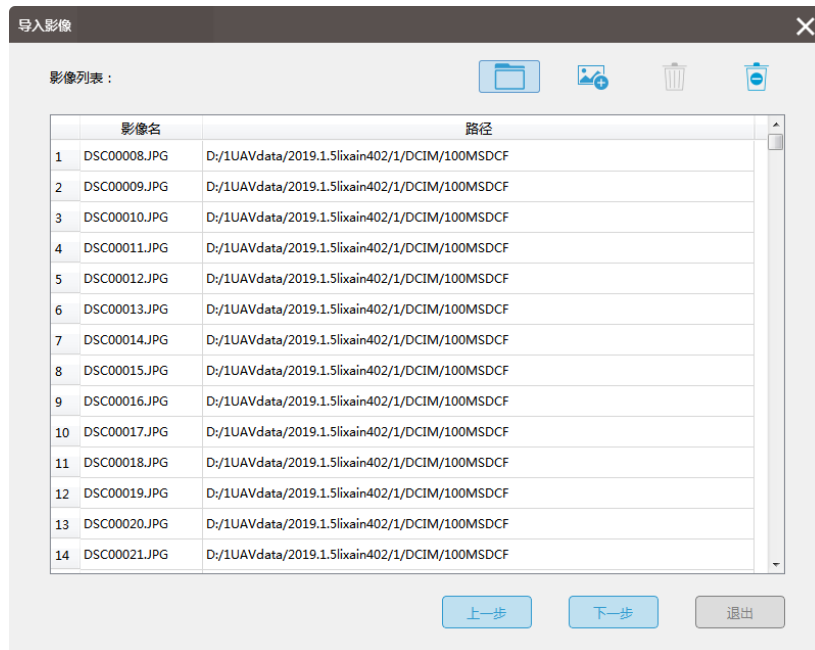 导入影像
影像列表：
影像名 路径
1 DSC00008.JPG D:/1UAVdata/2019.1.5lixain402/1/DCIM/100MSDCF
2 DSC00009.JPG D:/1UAVdata/2019.1.5lixain402/1/DCIM/100MSDCF
3 DSC00010.JPG D:/1UAVdata/2019.1.5lixain402/1/DCIM/100MSDCF
4 DSC00011.JPG D:/1UAVdata/2019.1.5lixain402/1/DCIM/100MSDCF
5 DSC00012.JPG D:/1UAVdata/2019.1.5lixain402/1/DCIM/100MSDCF
6 DSC00013.JPG D:/1UAVdata/2019.1.5lixain402/1/DCIM/100MSDCF
7 DSC00014.JPG D:/1UAVdata/2019.1.5lixain402/1/DCIM/100MSDCF
8 DSC00015.JPG D:/1UAVdata/2019.1.5lixain402/1/DCIM/100MSDCF
9 DSC00016.JPG D:/1UAVdata/2019.1.5lixain402/1/DCIM/100MSDCF
10 DSC00017.JPG D:/1UAVdata/2019.1.5lixain402/1/DCIM/100MSDCF
11 DSC00018.JPG D:/1UAVdata/2019.1.5lixain402/1/DCIM/100MSDCF
12 DSC00019.JPG D:/1UAVdata/2019.1.5lixain402/1/DCIM/100MSDCF
13 DSC00020.JPG D:/1UAVdata/2019.1.5lixain402/1/DCIM/100MSDCF
14 DSC00021.JPG D:/1UAVdata/2019.1.5lixain402/1/DCIM/100MSDCF
上一步 下一步 退出